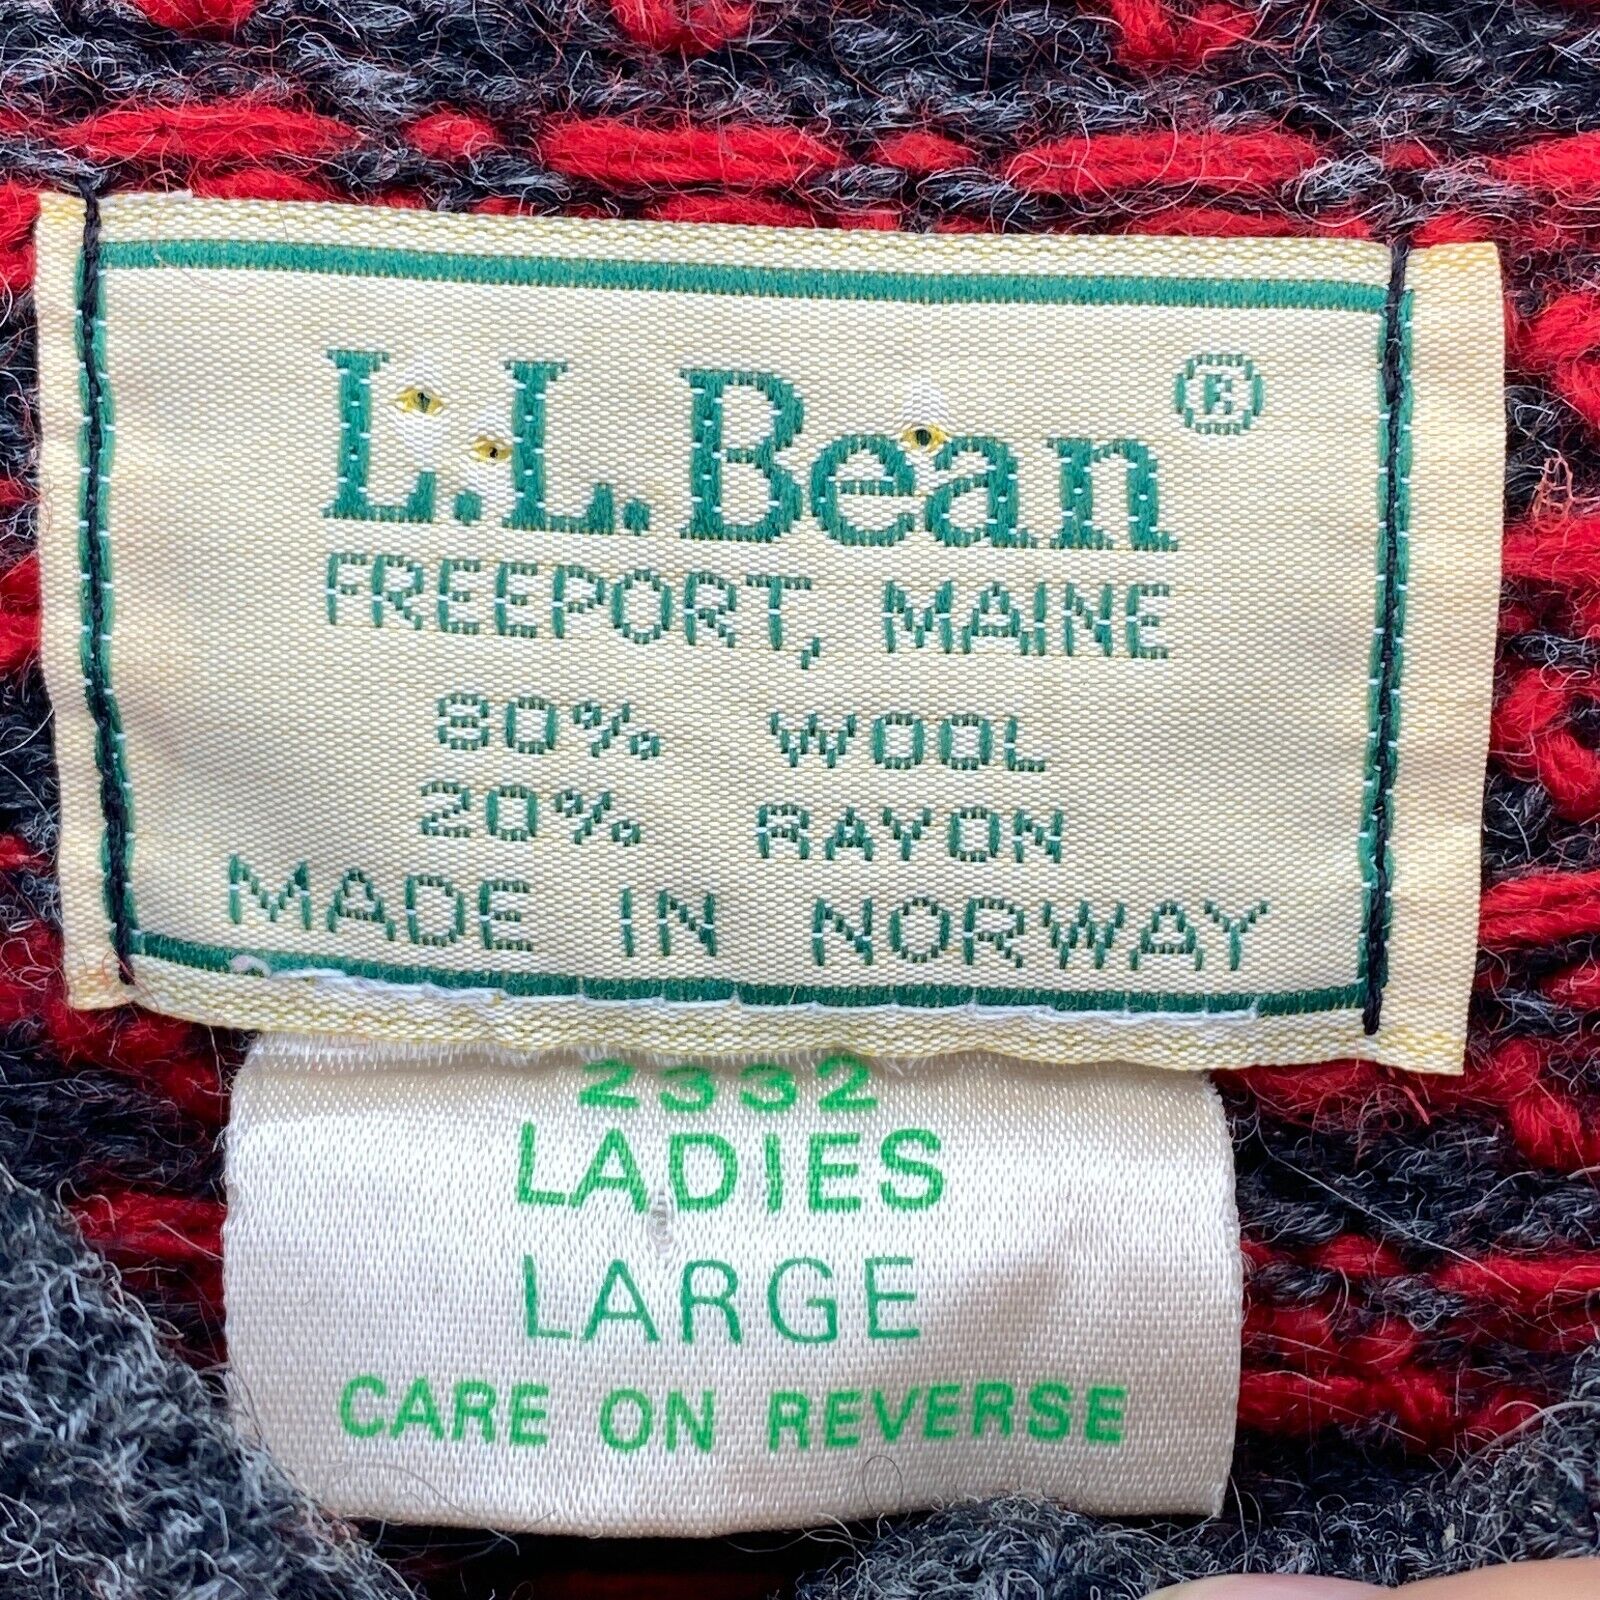 L.L.Bean ®
FREEPORT, MAINE
80% WOOL
20% RAYON
MADE IN NORWAY
2332
LADIES
LARGE
CARE ON REVERSE